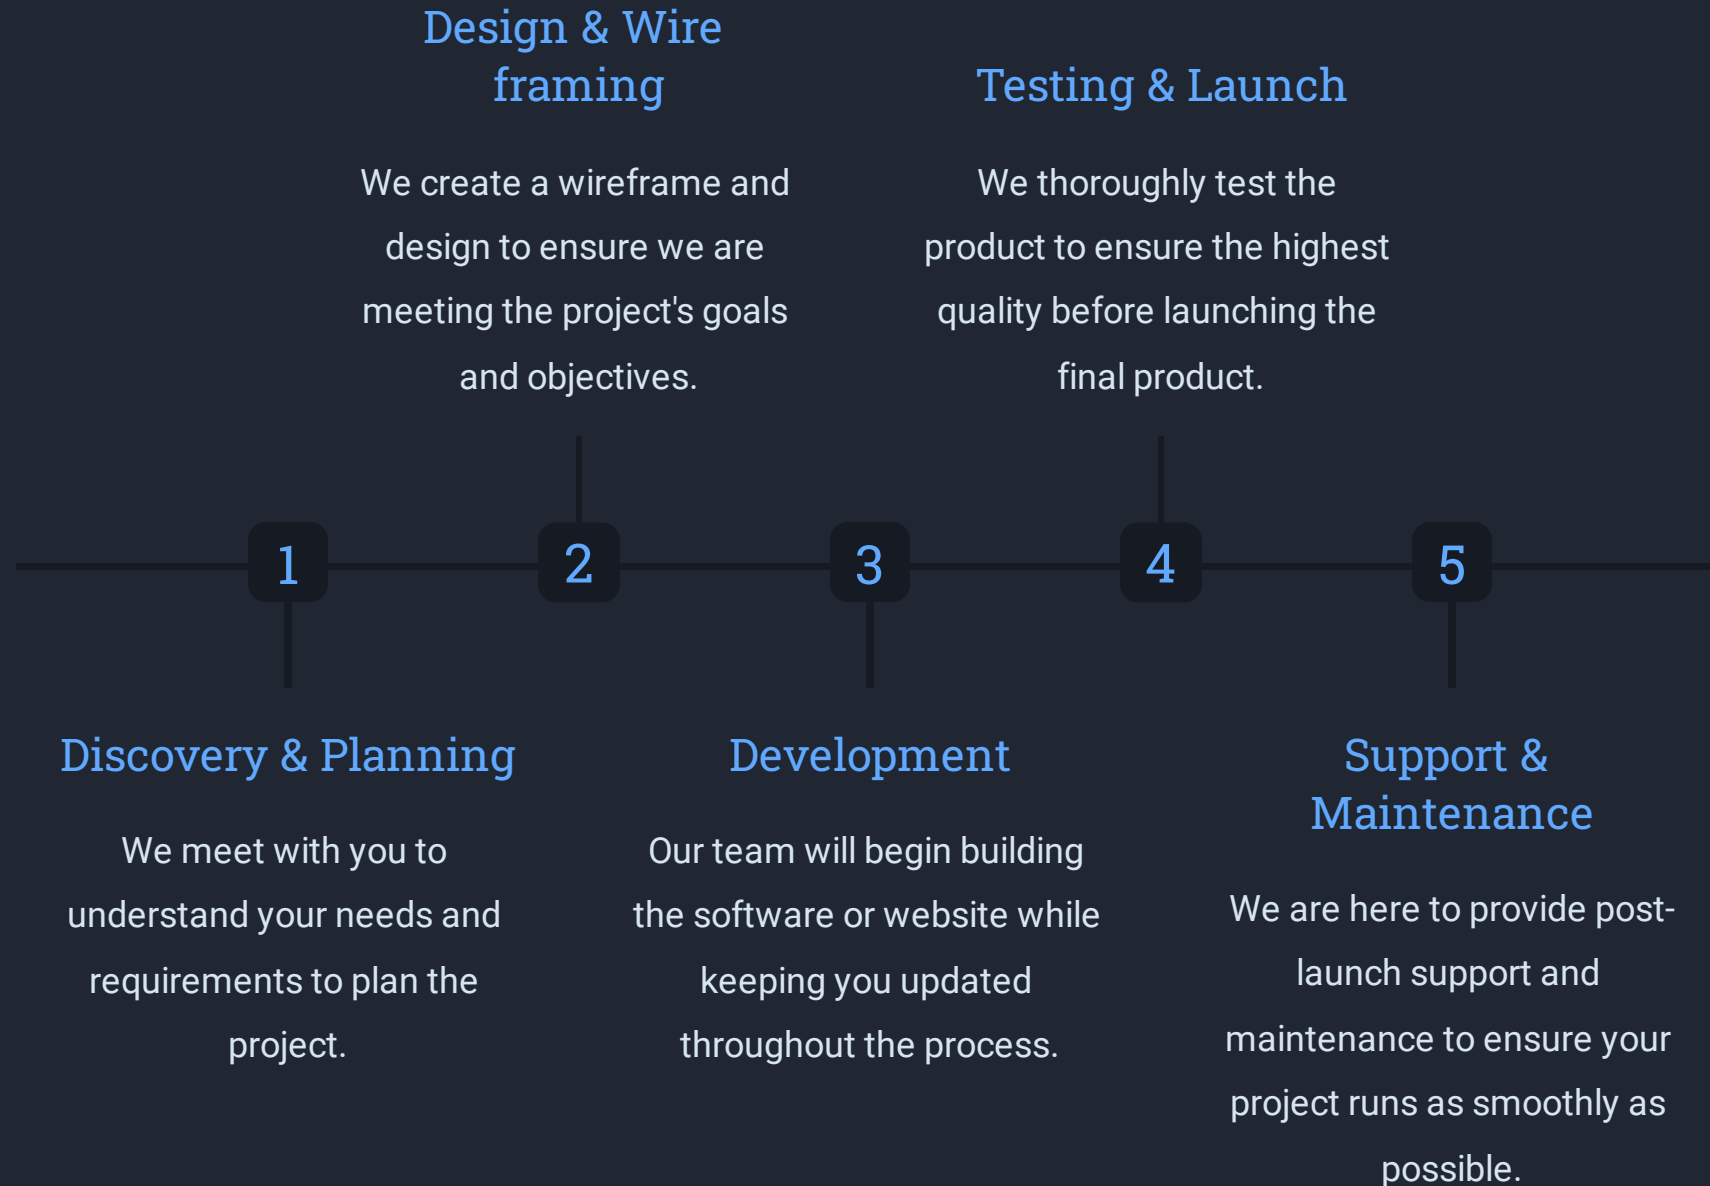 Design & Wire
framing
We create a wireframe and
design to ensure we are
meeting the project's goals
and objectives.
Testing & Launch
We thoroughly test the
product to ensure the highest
quality before launching the
final product.
1
2
3
4
5
Discovery & Planning
We meet with you to
understand your needs and
requirements to plan the
project.
Development
Our team will begin building
the software or website while
keeping you updated
throughout the process.
Support &
Maintenance
We are here to provide post-
launch support and
maintenance to ensure your
project runs as smoothly as
possible.